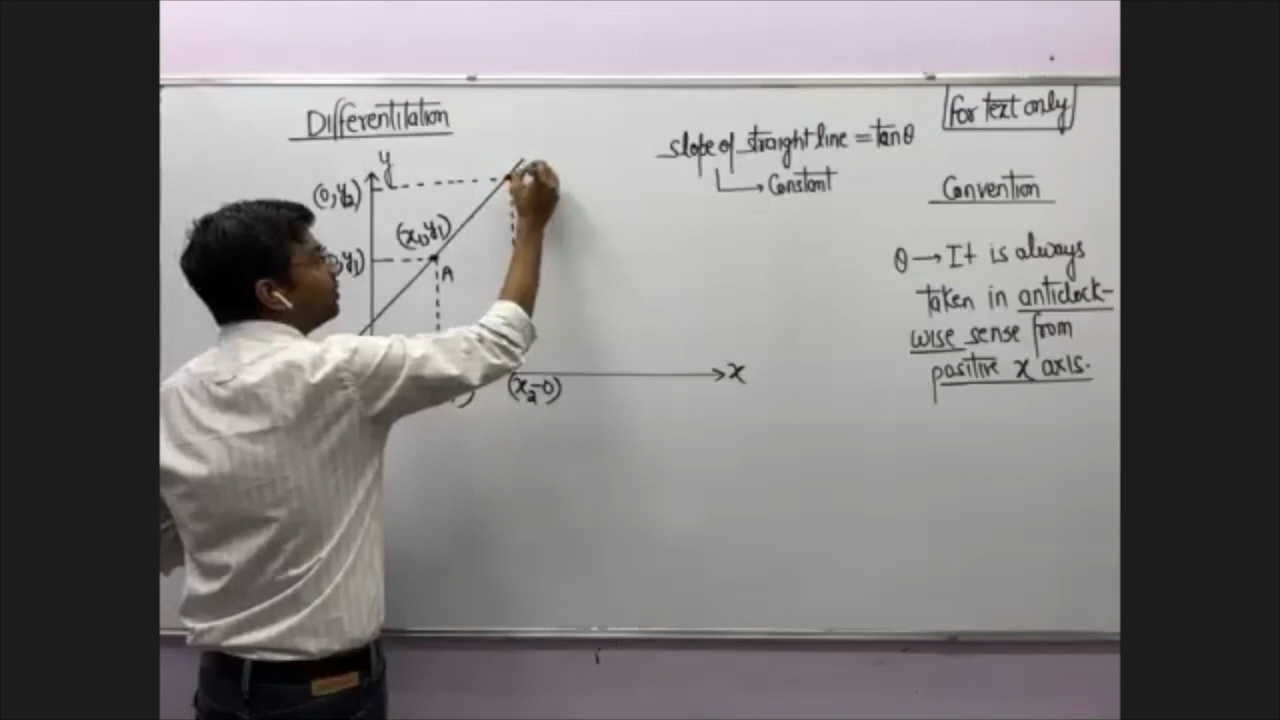 Differentiation
For Text only
slope of straight line = tanθ
Constant
Convention
y
(0, y₂)
(x₁, y₁)
, y₁)
A
θ → It is always
taken in anticlock-
wise sense from
positive x axis.
x
(x₂-0)